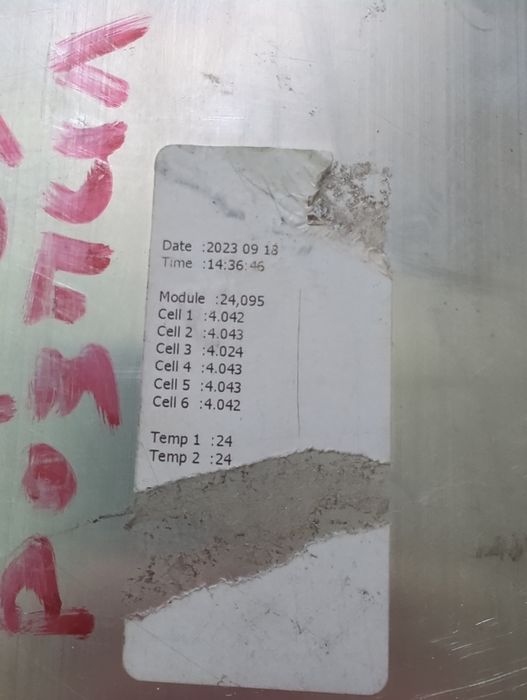 Date :2023 09 18
Time :14:36:46
Module :24,095
Cell 1 :4.042
Cell 2 :4.043
Cell 3 :4.024
Cell 4 :4.043
Cell 5 :4.043
Cell 6 :4.042
Temp 1 :24
Temp 2 :24